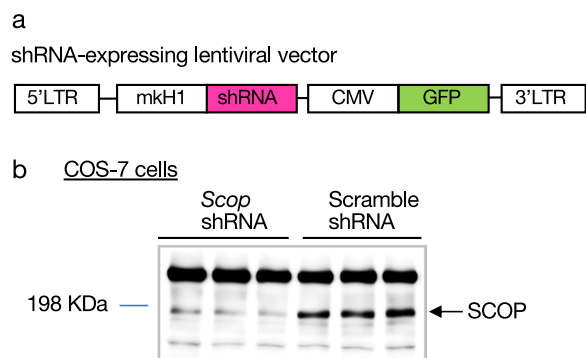 a
shRNA-expressing lentiviral vector
5'LTR mkH1 shRNA CMV GFP 3'LTR
b COS-7 cells
Scop Scramble
shRNA shRNA
198 KDa
SCOP